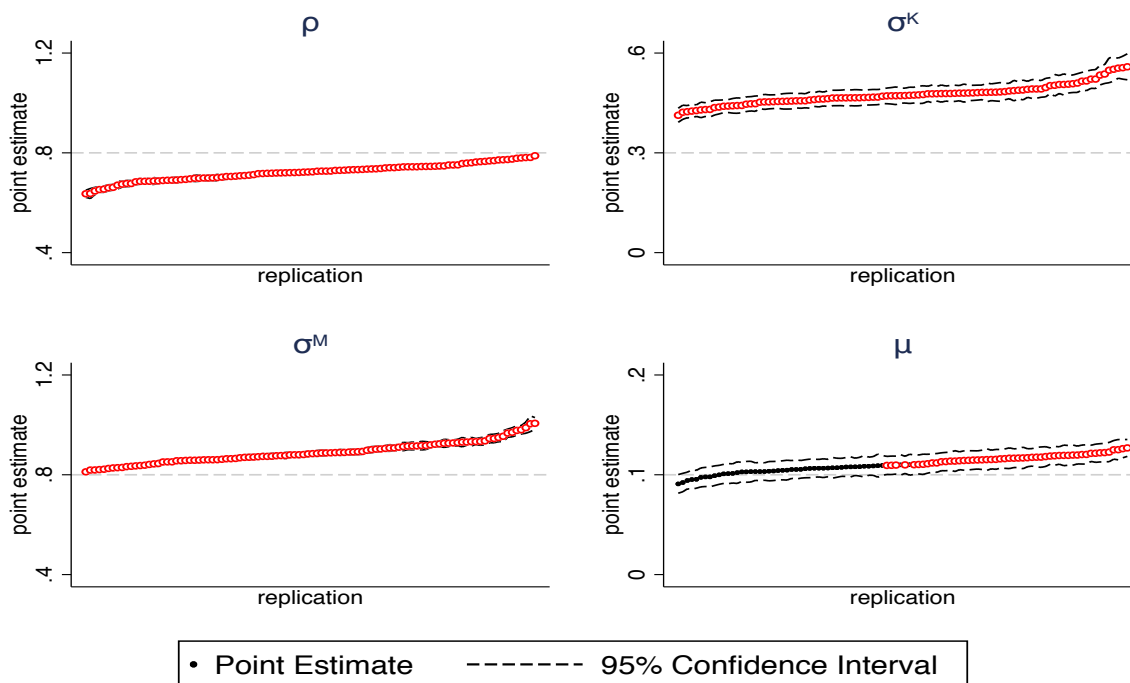 ρ
point estimate
1.2
.8
.4
replication
σᴷ
point estimate
.6
.3
0
replication
σᴹ
point estimate
1.2
.8
.4
replication
μ
point estimate
.2
.1
0
replication
Point Estimate
95% Confidence Interval